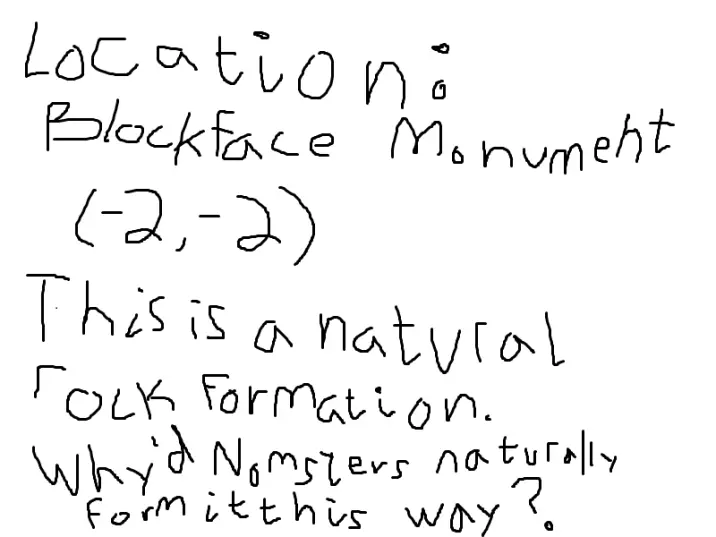 Location:
Blockface Monument
(-2,-2)
This is a natural
rock formation.
Why'd Nomsters naturally
form it this way?.